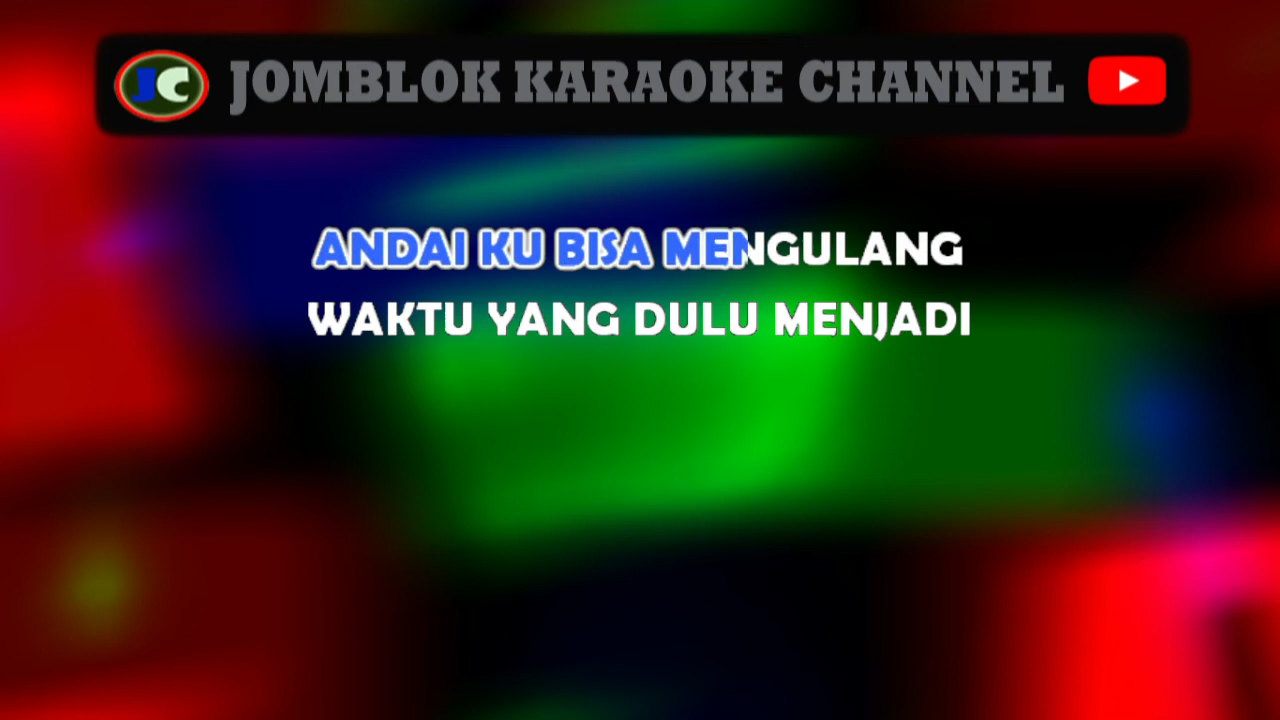 JC JOMBLOK KARAOKE CHANNEL
ANDAI KU BISA MENGULANG
WAKTU YANG DULU MENJADI